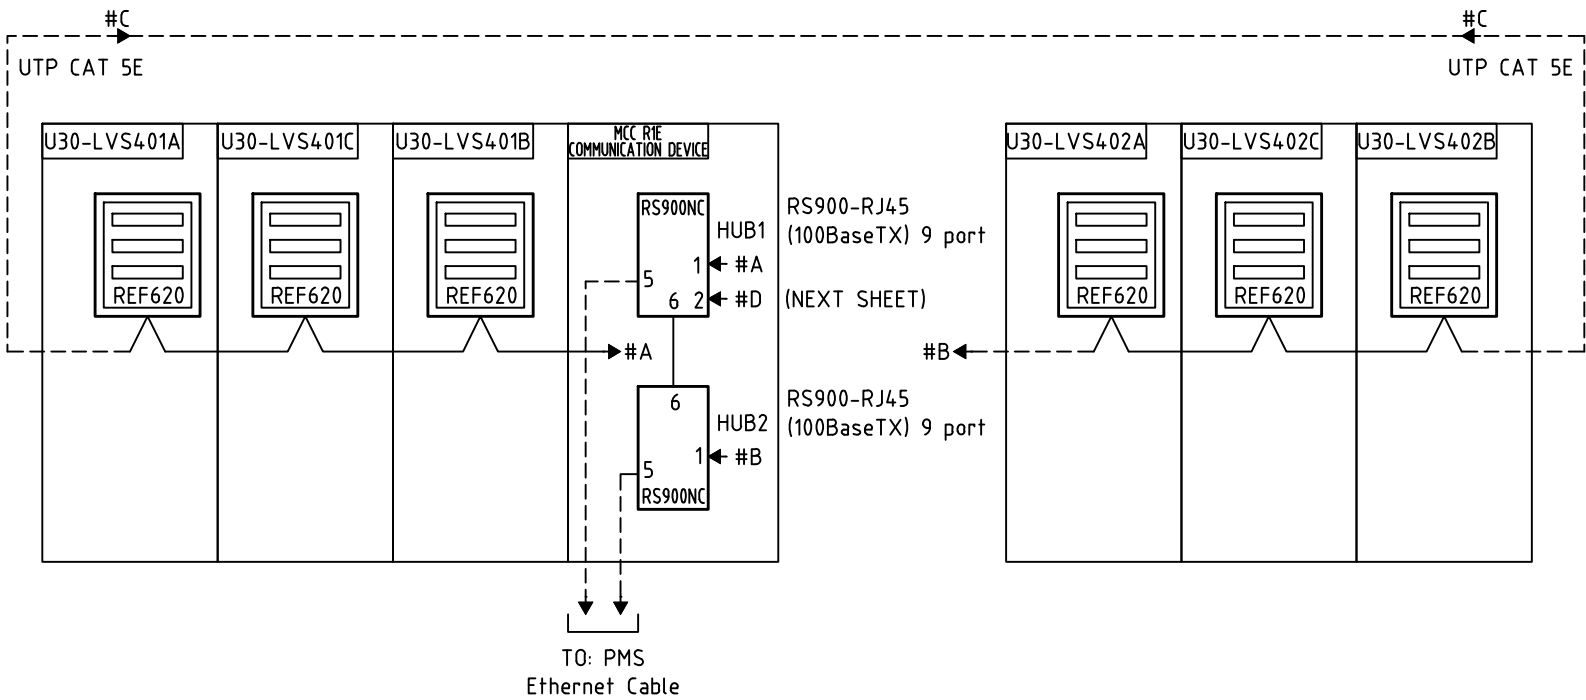 #C
#C
UTP CAT 5E
UTP CAT 5E
U30-LVS401A
U30-LVS401C
U30-LVS401B
MCC R1E
COMMUNICATION DEVICE
U30-LVS402A
U30-LVS402C
U30-LVS402B
REF620
REF620
REF620
RS900NC
HUB1
RS900-RJ45
(100BaseTX) 9 port
1
#A
5
6
2
#D
(NEXT SHEET)
REF620
REF620
REF620
#A
#B
6
HUB2
RS900-RJ45
(100BaseTX) 9 port
1
#B
5
RS900NC
TO: PMS
Ethernet Cable